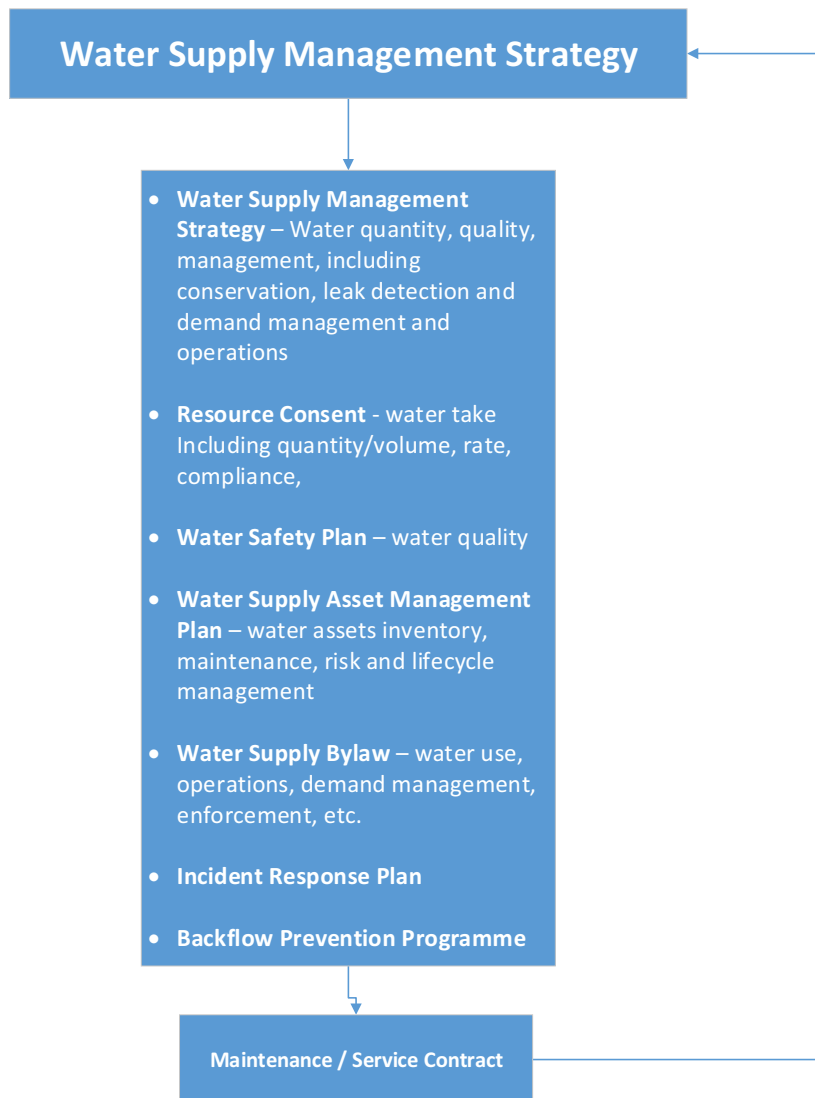 Water Supply Management Strategy
• Water Supply Management
Strategy – Water quantity, quality,
management, including
conservation, leak detection and
demand management and
operations
• Resource Consent - water take
Including quantity/volume, rate,
compliance,
• Water Safety Plan – water quality
• Water Supply Asset Management
Plan – water assets inventory,
maintenance, risk and lifecycle
management
• Water Supply Bylaw – water use,
operations, demand management,
enforcement, etc.
• Incident Response Plan
• Backflow Prevention Programme
Maintenance / Service Contract